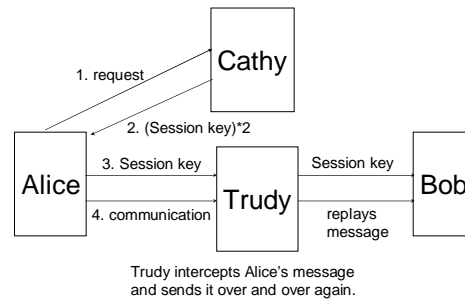 Cathy
1. request
2. (Session key)*2
Alice
3. Session key
4. communication
Trudy
Session key
replays
message
Bob
Trudy intercepts Alice's message
and sends it over and over again.